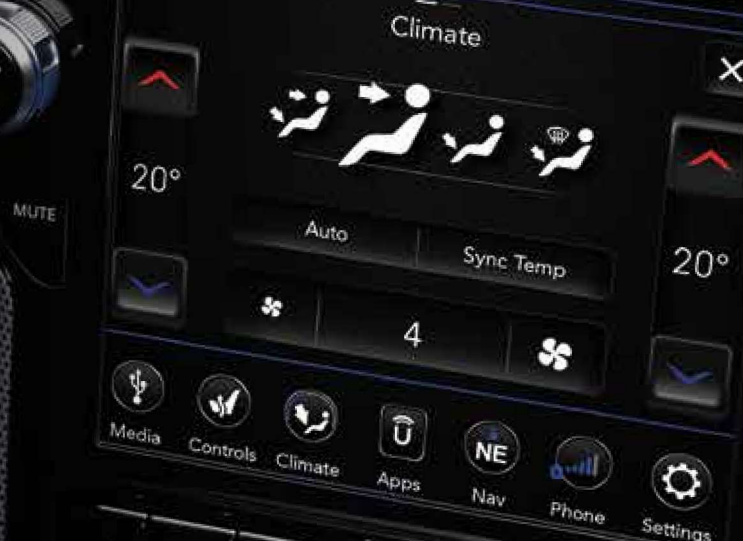 Climate
20°
MUTE
Auto
Sync Temp
20°
4
Media
Controls
Climate
U
Apps
NE
Nav
Phone
Settings